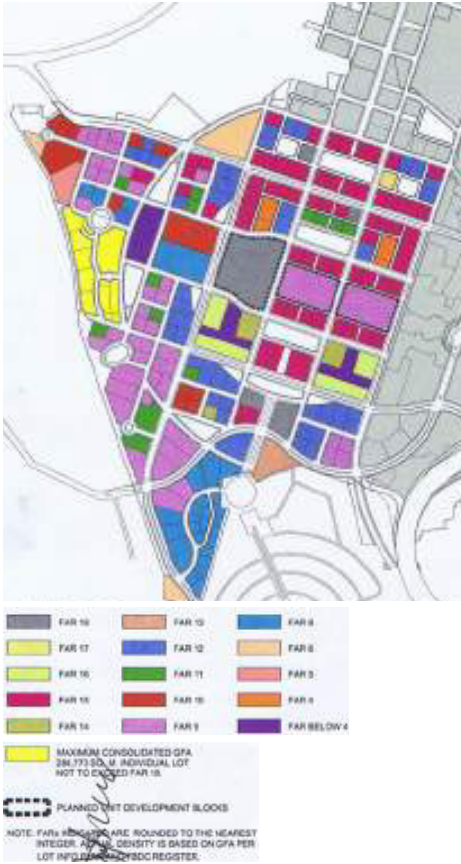 FAR 18
FAR 13
FAR 8
FAR 17
FAR 12
FAR 6
FAR 16
FAR 11
FAR 5
FAR 15
FAR 10
FAR 4
FAR 14
FAR 9
FAR BELOW 4
MAXIMUM CONSOLIDATED GFA
284,773 SQ. M. INDIVIDUAL LOT
NOT TO EXCEED FAR 18.
PLANNED UNIT DEVELOPMENT BLOCKS
NOTE: FARs ARE ROUNDED TO THE NEAREST
INTEGER. DENSITY IS BASED ON GFA PER
LOT REGISTER.